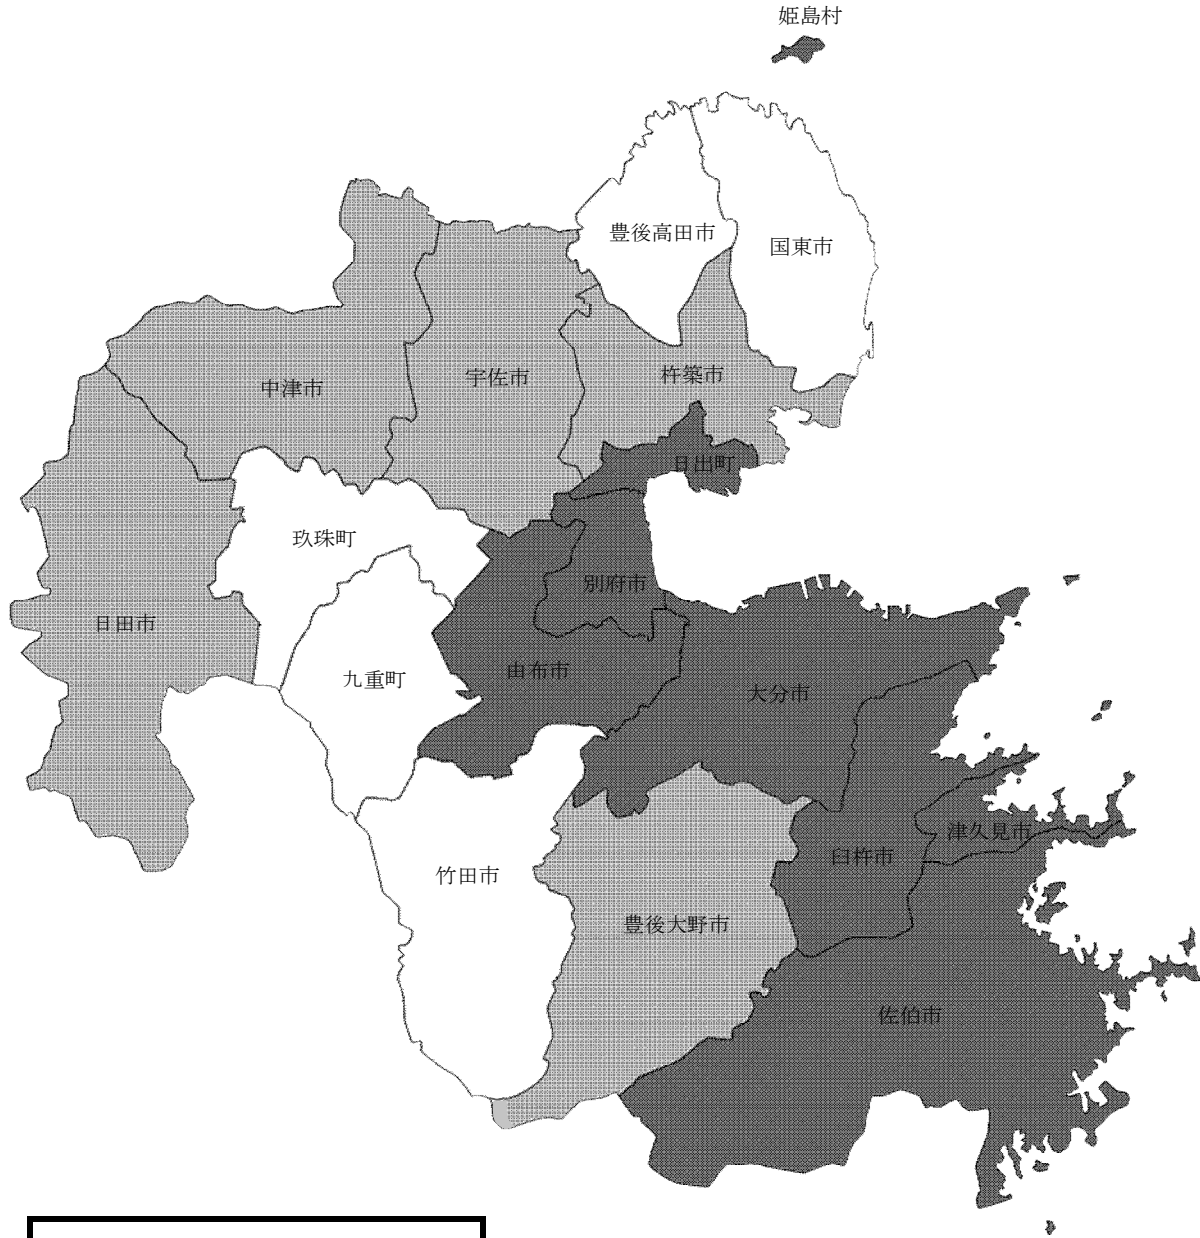 姫島村
豊後高田市
国東市
中津市
宇佐市
杵築市
日出町
玖珠町
別府市
日田市
由布市
九重町
大分市
津久見市
臼杵市
竹田市
豊後大野市
佐伯市